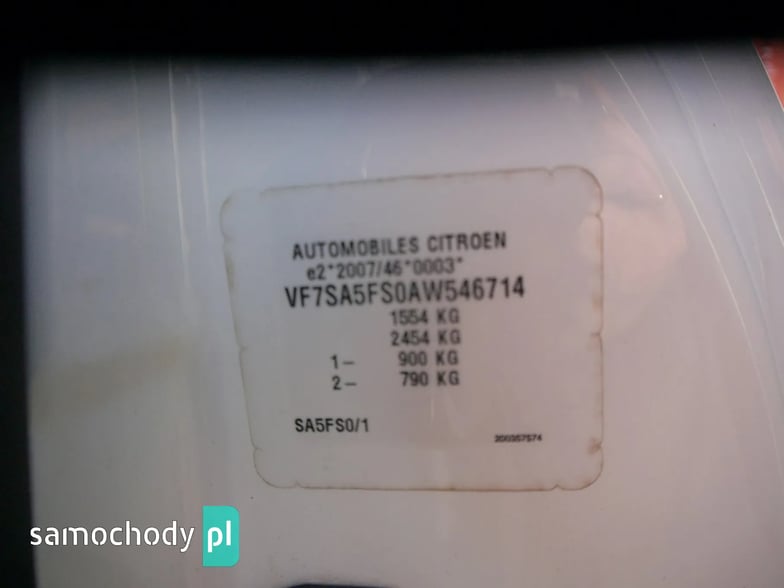 AUTOMOBILES CITROEN
e2*2007/46*0003*
VF7SA5FS0AW546714
1554 KG
2454 KG
1– 900 KG
2– 790 KG
SA5FS0/1
200357574
samochody pl